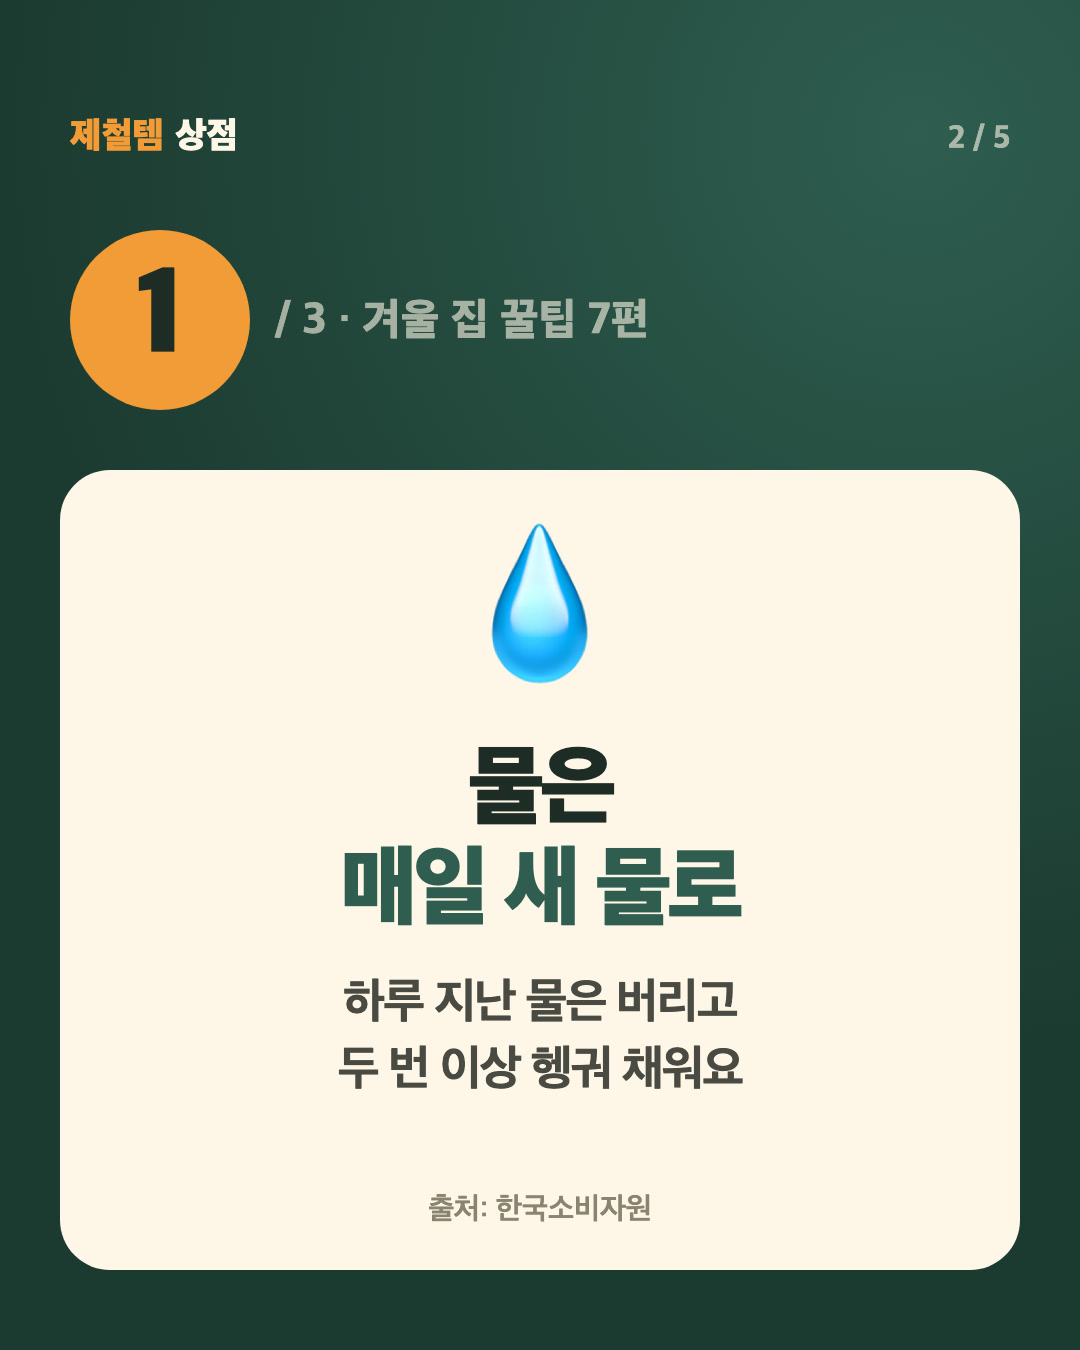 제철템 상점
2 / 5
1 / 3 · 겨울 집 꿀팁 7편
물은
매일 새 물로
하루 지난 물은 버리고
두 번 이상 헹궈 채워요
출처: 한국소비자원